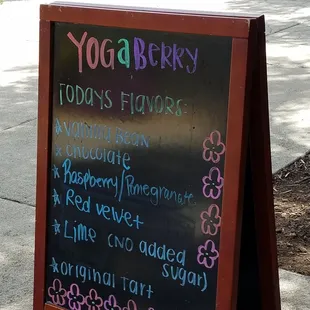 YOGaBERRY
TODAYS FLAVORS:
* VANILLA BEAN
* CHOCOLATE
* RASPBERRY/POMEGRANATE
* RED VELVET
* LIME (NO ADDED
SUGAR)
* ORIGINAL TART